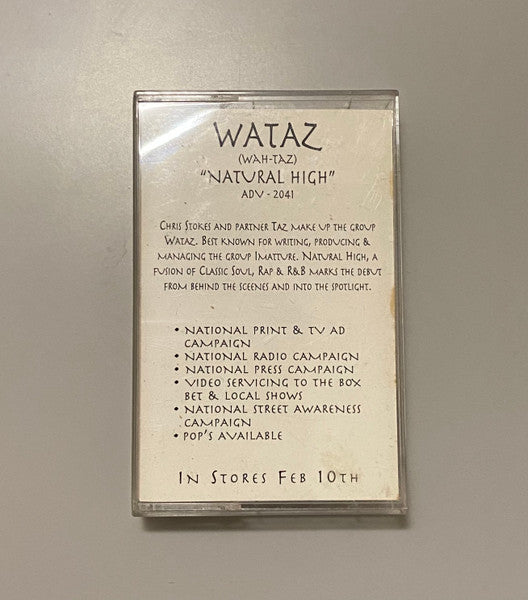 WATAZ
(WAH-TAZ)
"NATURAL HIGH"
ADV - 2041
CHRIS STOKES AND PARTNER TAZ MAKE UP THE GROUP
WATAZ. BEST KNOWN FOR WRITING, PRODUCING &
MANAGING THE GROUP IMATTURE. NATURAL HIGH, A
FUSION OF CLASSIC SOUL, RAP & R&B MARKS THE DEBUT
FROM BEHIND THE SCENES AND INTO THE SPOTLIGHT.
• NATIONAL PRINT & TV AD
CAMPAIGN
• NATIONAL RADIO CAMPAIGN
• NATIONAL PRESS CAMPAIGN
• VIDEO SERVICING TO THE BOX
BET & LOCAL SHOWS
• NATIONAL STREET AWARENESS
CAMPAIGN
• POP'S AVAILABLE
IN STORES FEB 10TH